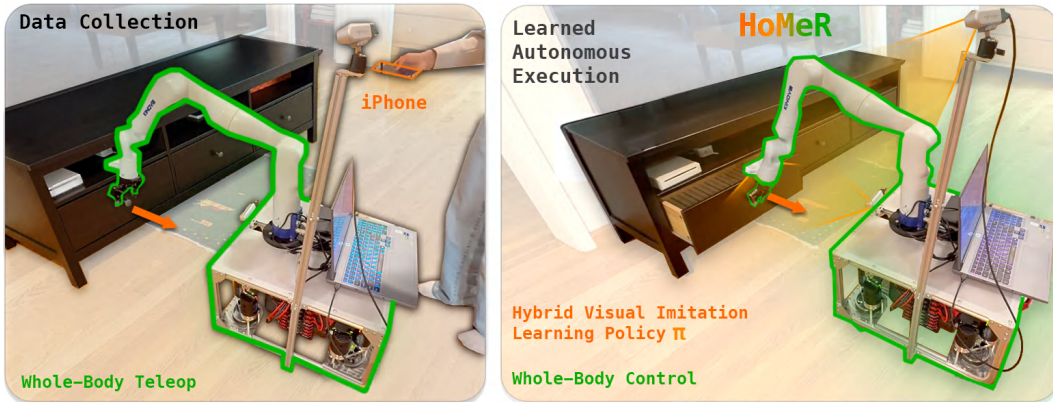 Data Collection
iPhone
Whole-Body Teleop
Learned
Autonomous
Execution
HoMeR
Hybrid Visual Imitation
Learning Policy π
Whole-Body Control